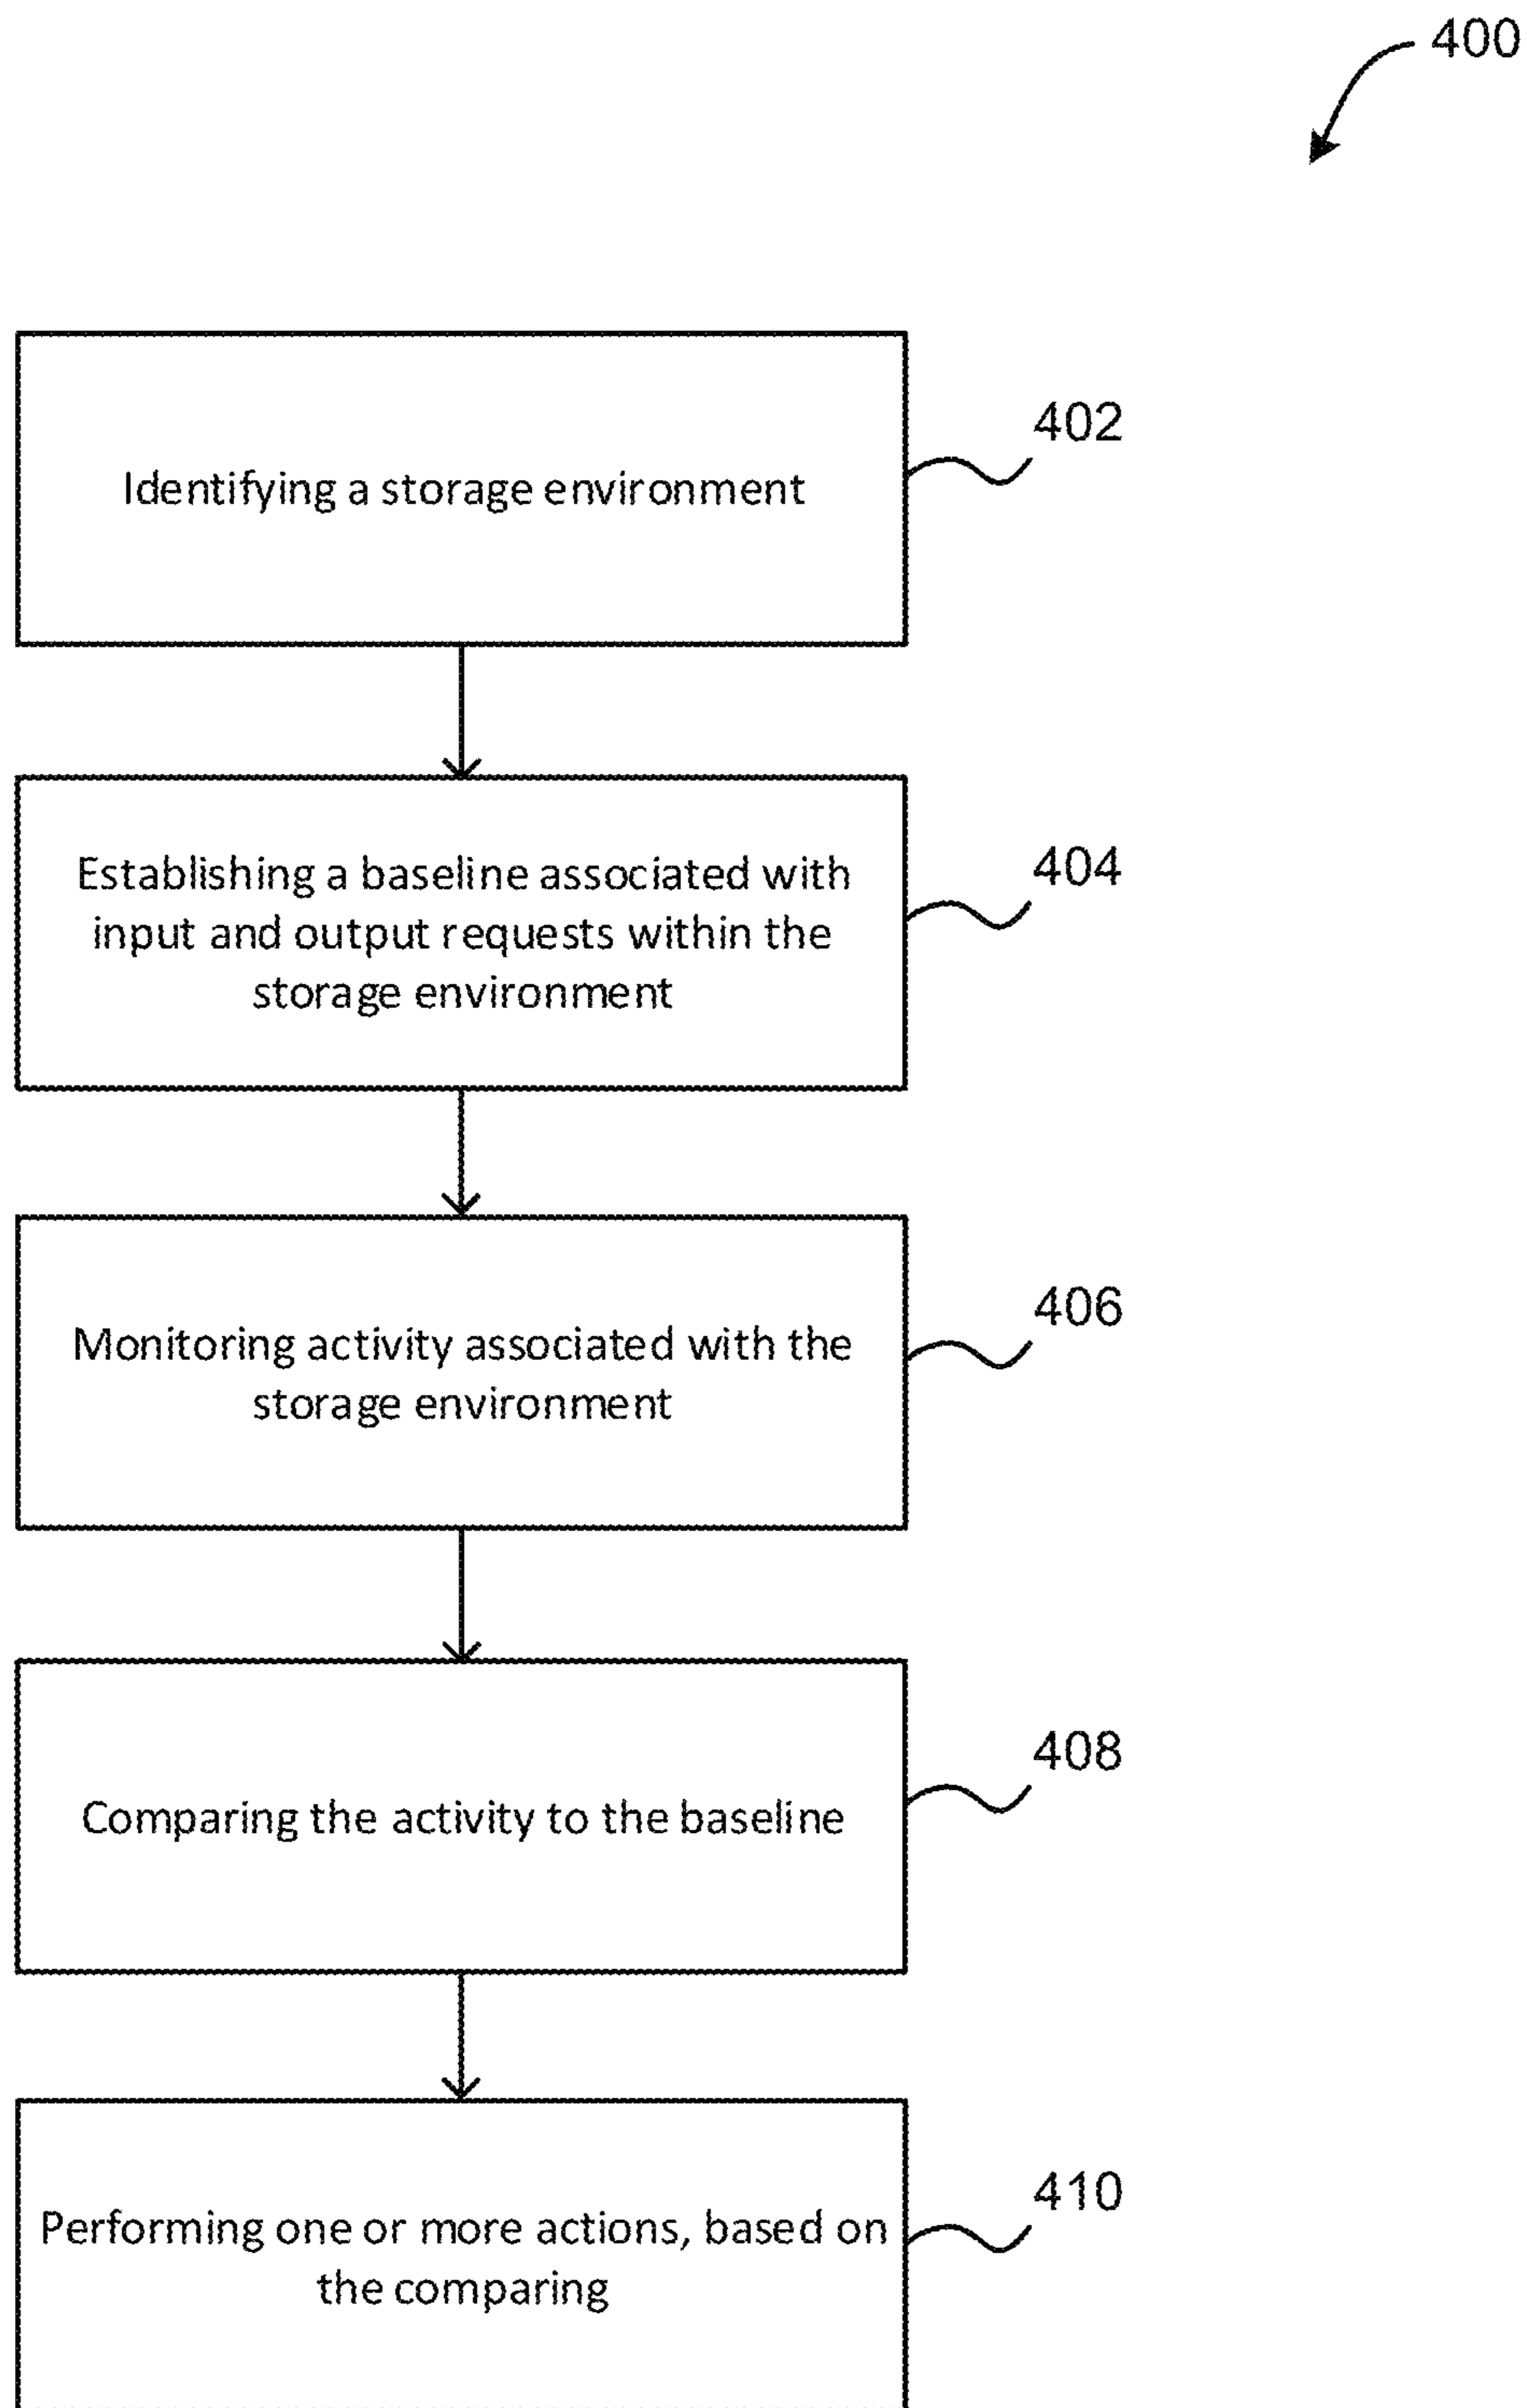 400
Identifying a storage environment
402
Establishing a baseline associated with
input and output requests within the
storage environment
404
Monitoring activity associated with the
storage environment
406
Comparing the activity to the baseline
408
Performing one or more actions, based on
the comparing
410